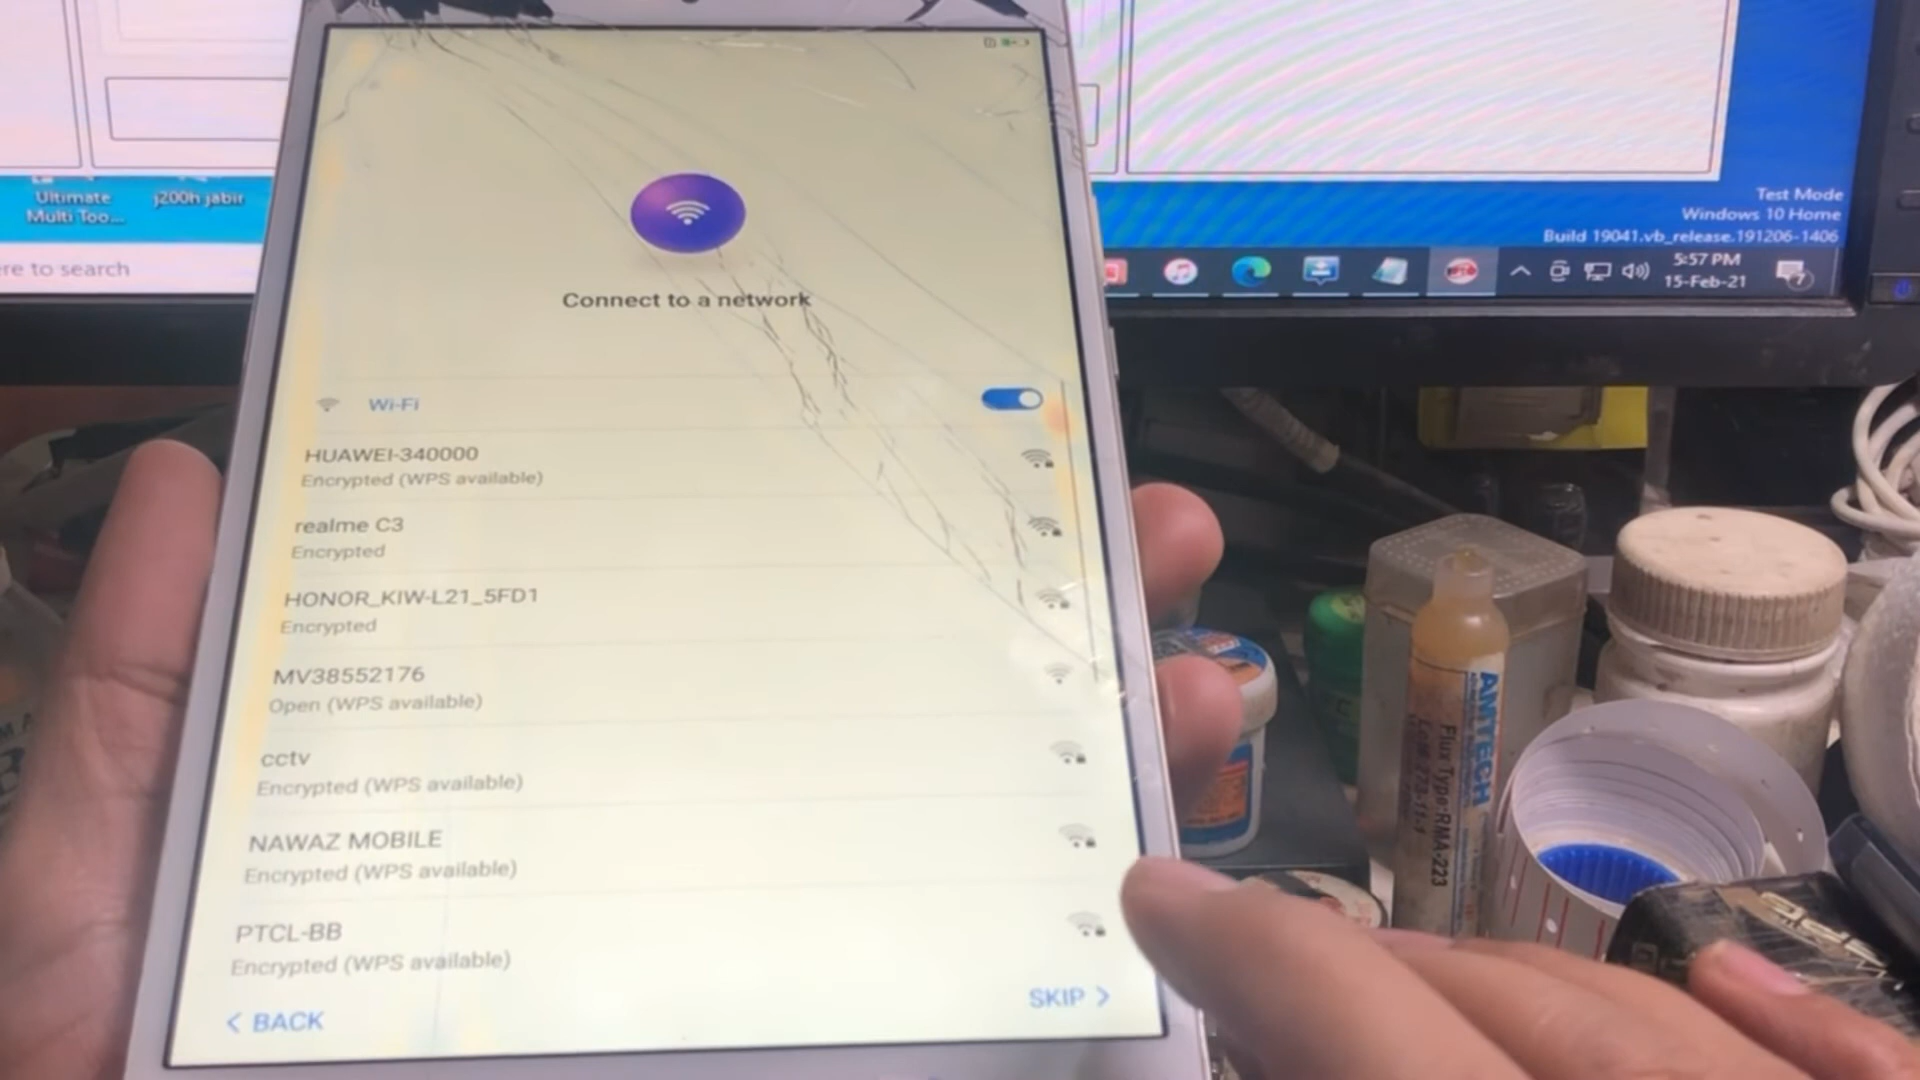 Ultimate
Multi Too...
j200h jabir
re to search
Test Mode
Windows 10 Home
Build 19041.vb_release.191206-1406
5:57 PM
15-Feb-21
7
Connect to a network
Wi-Fi
HUAWEI-340000
Encrypted (WPS available)
realme C3
Encrypted
HONOR_KIW-L21_5FD1
Encrypted
MV38552176
Open (WPS available)
cctv
Encrypted (WPS available)
NAWAZ MOBILE
Encrypted (WPS available)
PTCL-BB
Encrypted (WPS available)
< BACK
SKIP >
AMTECH
Flux Type:RMA-223